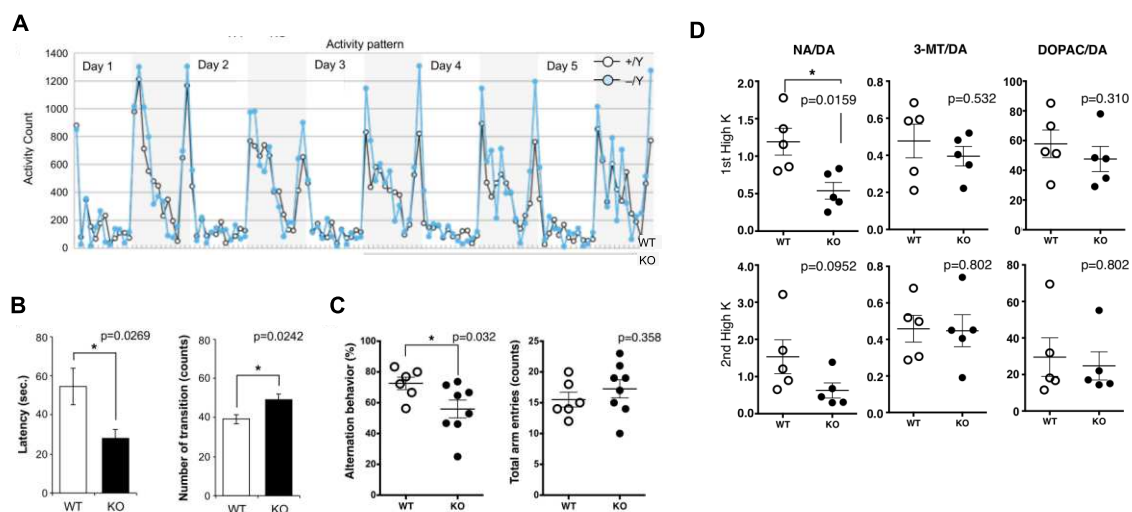 A
Activity pattern
Activity Count
1400
1200
1000
800
600
400
200
0
Day 1
Day 2
Day 3
Day 4
Day 5
+/Y
–/Y
WT
KO
B
Latency (sec.)
80
60
40
20
0
p=0.0269
*
WT
KO
Number of transition (counts)
80
60
40
20
0
p=0.0242
*
WT
KO
C
Alternation behavior (%)
100
80
60
40
20
0
*
p=0.032
WT
KO
Total arm entries (counts)
25
20
15
10
5
0
p=0.358
WT
KO
D
NA/DA
3-MT/DA
DOPAC/DA
1st High K
2.0
1.5
1.0
0.5
0.0
*
p=0.0159
WT
KO
0.8
0.6
0.4
0.2
0.0
p=0.532
WT
KO
100
80
60
40
20
0
p=0.310
WT
KO
2nd High K
4.0
3.0
2.0
1.0
0.0
p=0.0952
WT
KO
0.8
0.6
0.4
0.2
0.0
p=0.802
WT
KO
80
60
40
20
0
p=0.802
WT
KO